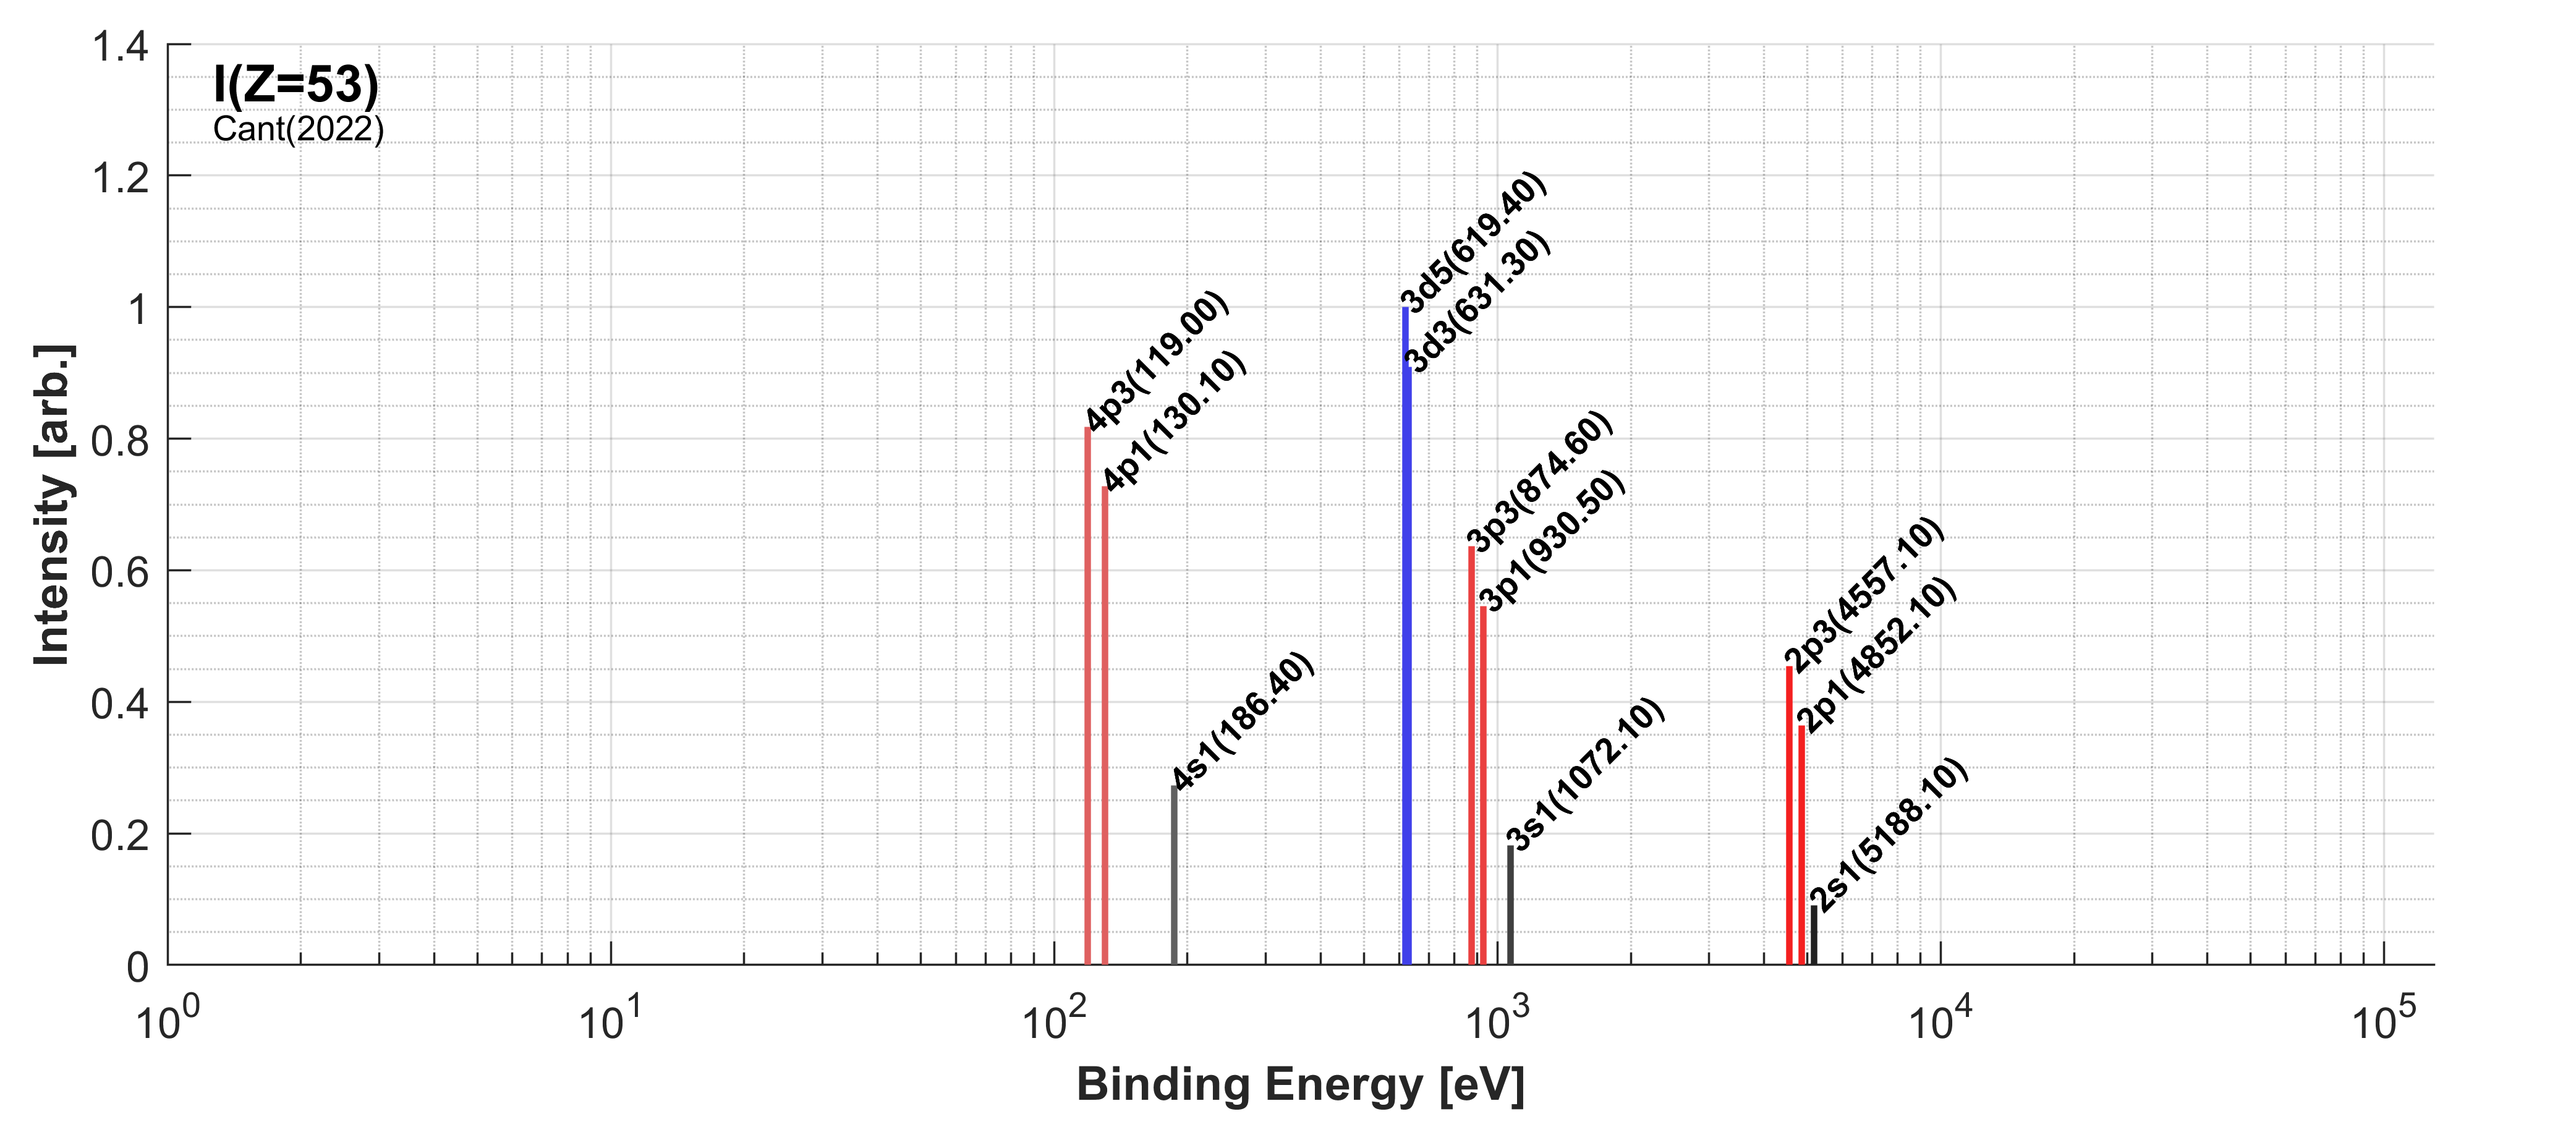 I(Z=53)
Cant(2022)
1.4
1.2
1
0.8
0.6
0.4
0.2
0
Intensity [arb.]
4p3(119.00)
4p1(130.10)
4s1(186.40)
3d5(619.40)
3d3(631.30)
3p3(874.60)
3p1(930.50)
3s1(1072.10)
2p3(4557.10)
2p1(4852.10)
2s1(5188.10)
10^0 10^1 10^2 10^3 10^4 10^5
Binding Energy [eV]